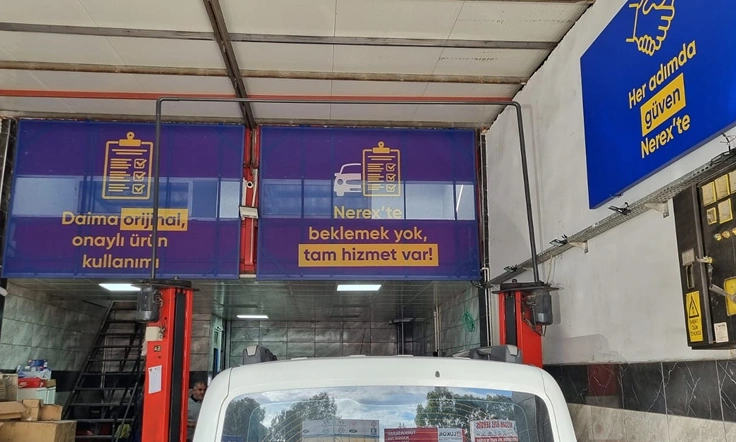 Daima orijinal,
onaylı ürün
kullanımı
Nerex'te
beklemek yok,
tam hizmet var!
Her adımda
güven
Nerex'te